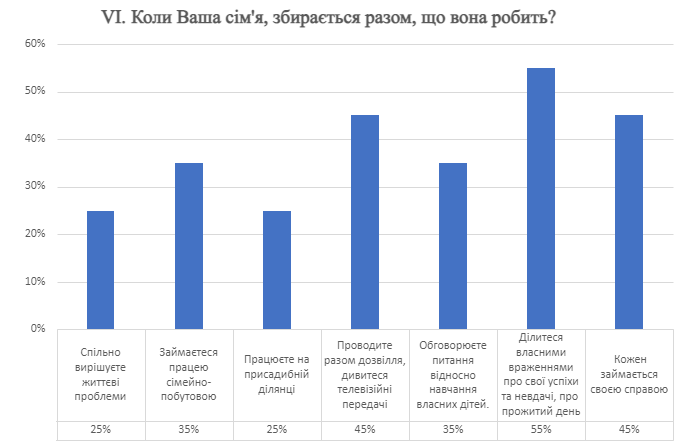 VI. Коли Ваша сім'я, збирається разом, що вона робить?
60%
50%
40%
30%
20%
10%
0%
Спільно
вирішуєте
життєві
проблеми
Займаєтеся
працею
сімейно-
побутовою
Працюєте на
присадибній
ділянці
Проводите
разом дозвілля,
дивитеся
телевізійні
передачі
Обговорюєте
питання
відносно
навчання
власних дітей.
Ділитеся
власними
враженнями
про свої успіхи
та невдачі, про
прожитий день
Кожен
займається
своєю справою
25% 35% 25% 45% 35% 55% 45%